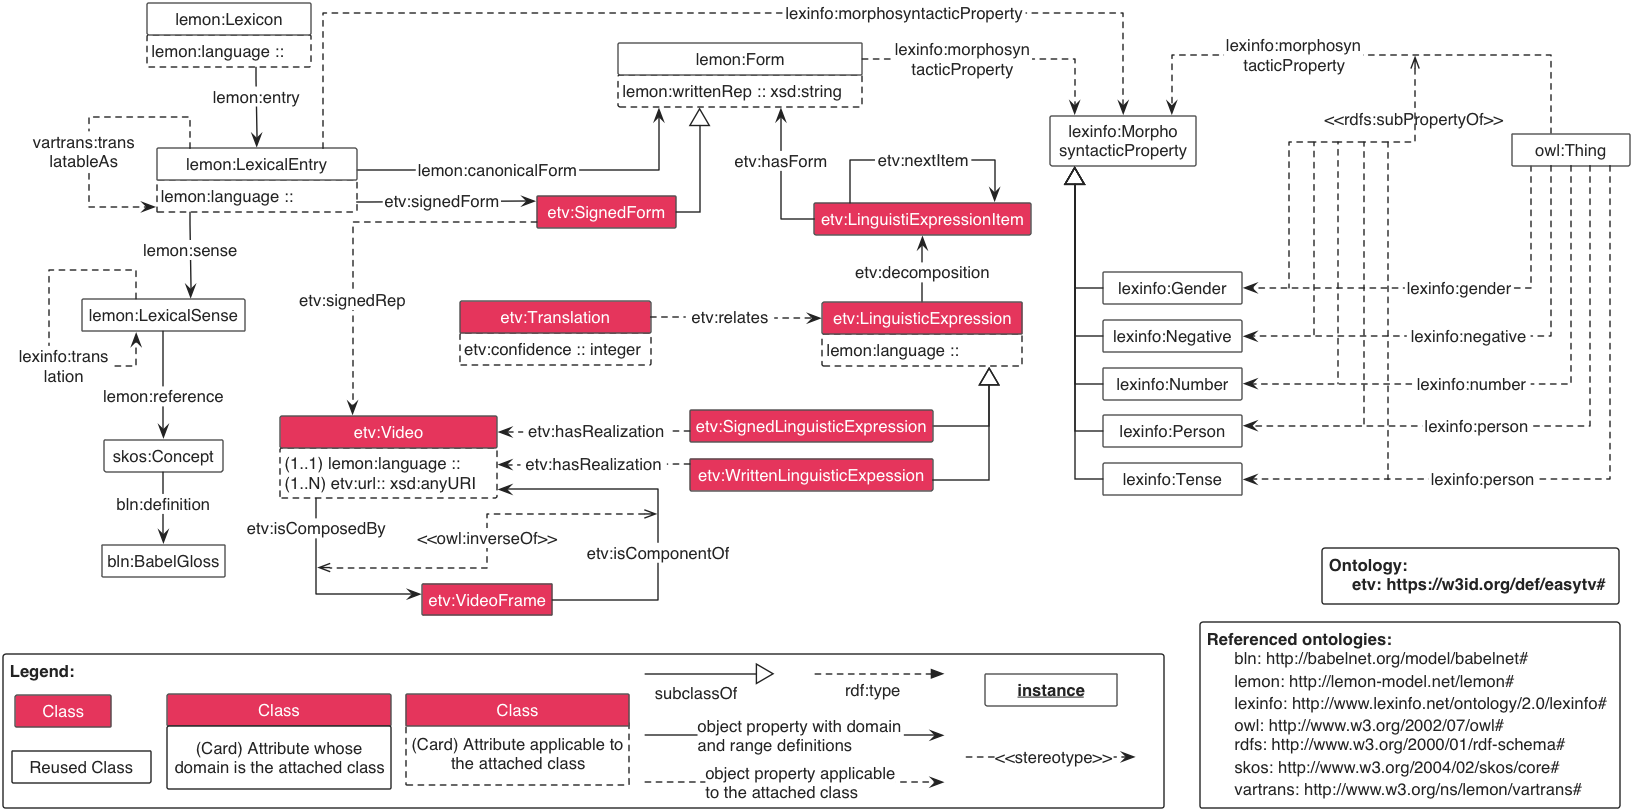 lemon:Lexicon
lemon:language ::
lemon:entry
vartrans:trans
latableAs
lemon:LexicalEntry
lemon:language ::
lemon:sense
lemon:LexicalSense
lexinfo:trans
lation
lemon:reference
skos:Concept
bln:definition
bln:BabelGloss
lexinfo:morphosyntacticProperty
lemon:Form
lemon:writtenRep :: xsd:string
lexinfo:morphosyn
tacticProperty
lemon:canonicalForm
etv:signedForm
etv:SignedForm
etv:hasForm
etv:nextItem
etv:LinguistiExpressionItem
etv:decomposition
etv:signedRep
etv:Translation
etv:confidence :: integer
etv:relates
etv:LinguisticExpression
lemon:language ::
etv:Video
(1..1) lemon:language ::
(1..N) etv:url:: xsd:anyURI
etv:hasRealization
etv:SignedLinguisticExpression
etv:hasRealization
etv:WrittenLinguisticExpession
etv:isComposedBy
<<owl:inverseOf>>
etv:isComponentOf
etv:VideoFrame
lexinfo:morphosyn
tacticProperty
<<rdfs:subPropertyOf>>
lexinfo:Morpho
syntacticProperty
owl:Thing
lexinfo:Gender
lexinfo:gender
lexinfo:Negative
lexinfo:negative
lexinfo:Number
lexinfo:number
lexinfo:Person
lexinfo:person
lexinfo:Tense
lexinfo:person
Ontology:
etv: https://w3id.org/def/easytv#
Referenced ontologies:
bln: http://babelnet.org/model/babelnet#
lemon: http://lemon-model.net/lemon#
lexinfo: http://www.lexinfo.net/ontology/2.0/lexinfo#
owl: http://www.w3.org/2002/07/owl#
rdfs: http://www.w3.org/2000/01/rdf-schema#
skos: http://www.w3.org/2004/02/skos/core#
vartrans: http://www.w3.org/ns/lemon/vartrans#
Legend:
Class
Reused Class
Class
(Card) Attribute whose
domain is the attached class
Class
(Card) Attribute applicable to
the attached class
subclassOf
rdf:type
object property with domain
and range definitions
object property applicable
to the attached class
instance
<<stereotype>>